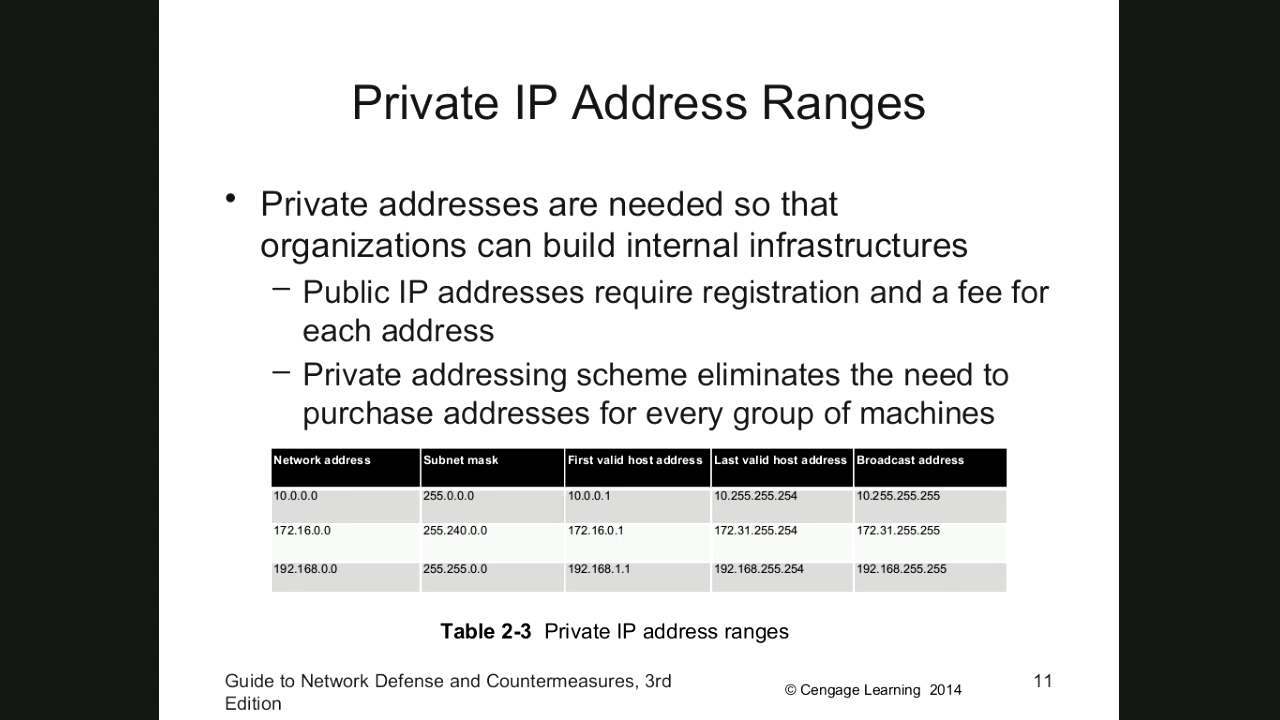 Private IP Address Ranges
• Private addresses are needed so that
organizations can build internal infrastructures
– Public IP addresses require registration and a fee for
each address
– Private addressing scheme eliminates the need to
purchase addresses for every group of machines
Network address Subnet mask First valid host address Last valid host address Broadcast address
10.0.0.0 255.0.0.0 10.0.0.1 10.255.255.254 10.255.255.255
172.16.0.0 255.240.0.0 172.16.0.1 172.31.255.254 172.31.255.255
192.168.0.0 255.255.0.0 192.168.1.1 192.168.255.254 192.168.255.255
Table 2-3 Private IP address ranges
Guide to Network Defense and Countermeasures, 3rd
Edition
© Cengage Learning 2014
11